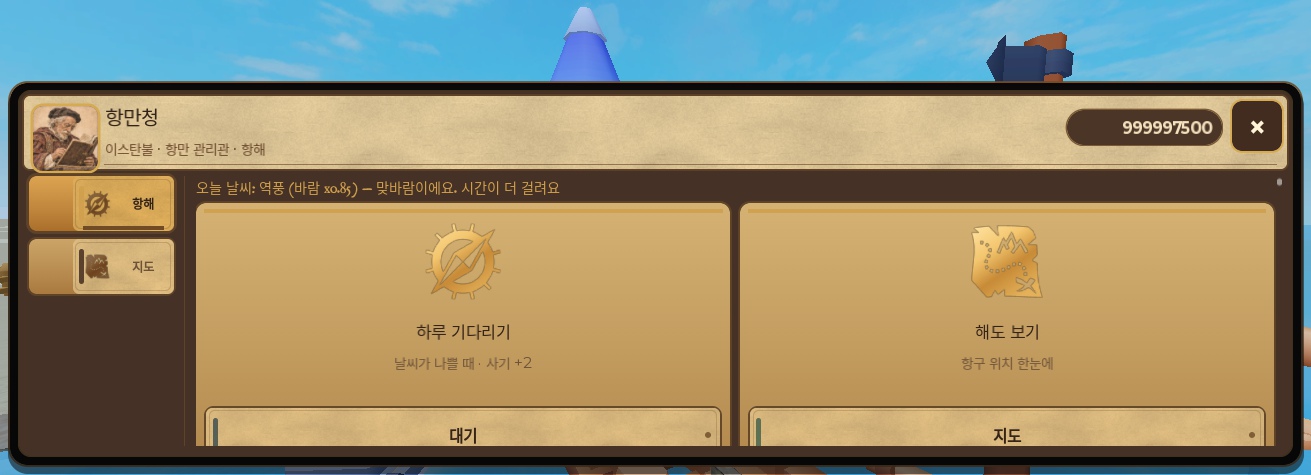 항만청
이스탄불 · 항만 관리관 · 항해
999997500
×
항해
지도
오늘 날씨: 역풍 (바람 x0.85) — 맞바람이에요. 시간이 더 걸려요
하루 기다리기
날씨가 나쁠 때 · 사기 +2
대기
해도 보기
항구 위치 한눈에
지도